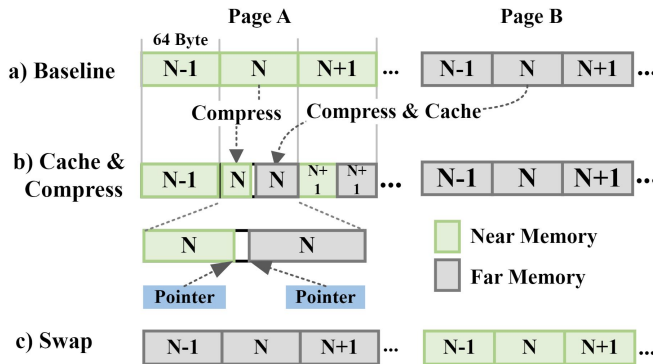 Page A Page B
64 Byte
a) Baseline N-1 N N+1 ... N-1 N N+1 ...
Compress Compress & Cache
b) Cache & Compress N-1 N N N+1 N+1 ... N-1 N N+1 ...
N N
Near Memory
Far Memory
Pointer Pointer
c) Swap N-1 N N+1 ... N-1 N N+1 ...